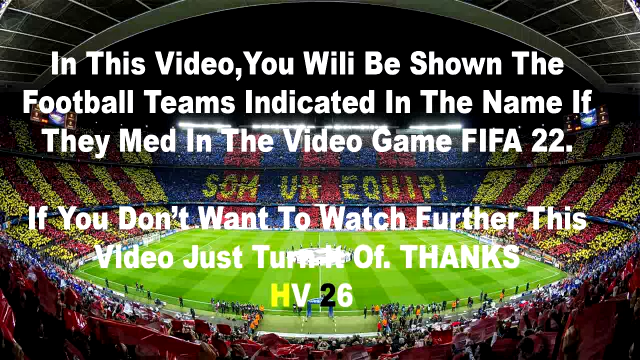 In This Video,You Wili Be Shown The
Football Teams Indicated In The Name If
They Med In The Video Game FIFA 22.
SOM UN EQUIP!
If You Don't Want To Watch Further This
Video Just Turn It Of. THANKS
HV 26